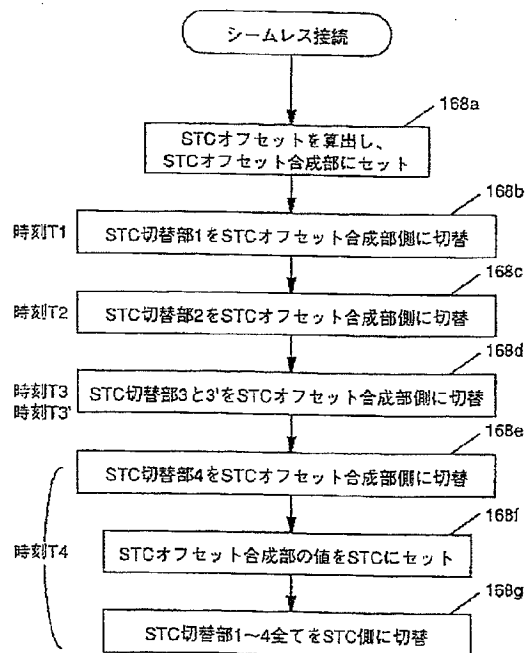 シームレス接続
168a
STCオフセットを算出し、
STCオフセット合成部にセット
168b
時刻T1
STC切替部1をSTCオフセット合成部側に切替
168c
時刻T2
STC切替部2をSTCオフセット合成部側に切替
168d
時刻T3
時刻T3'
STC切替部3と3'をSTCオフセット合成部側に切替
168e
STC切替部4をSTCオフセット合成部側に切替
168f
時刻T4
STCオフセット合成部の値をSTCにセット
168g
STC切替部1〜4全てをSTC側に切替